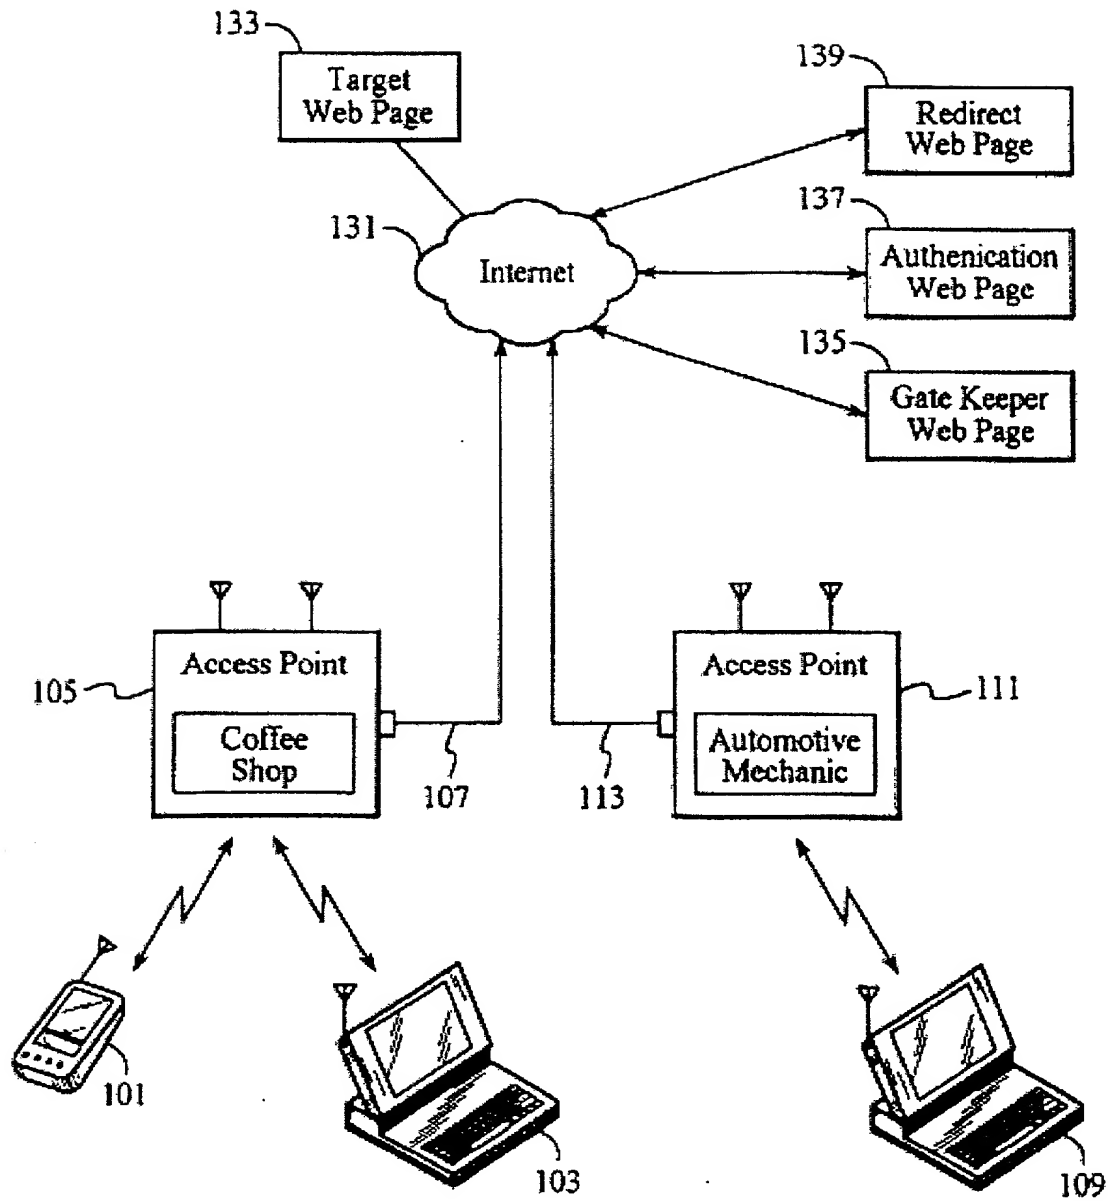 133
Target
Web Page
139
Redirect
Web Page
131
Internet
137
Authenication
Web Page
135
Gate Keeper
Web Page
Access Point
105
Coffee
Shop
107
Access Point
111
Automotive
Mechanic
113
101
103
109